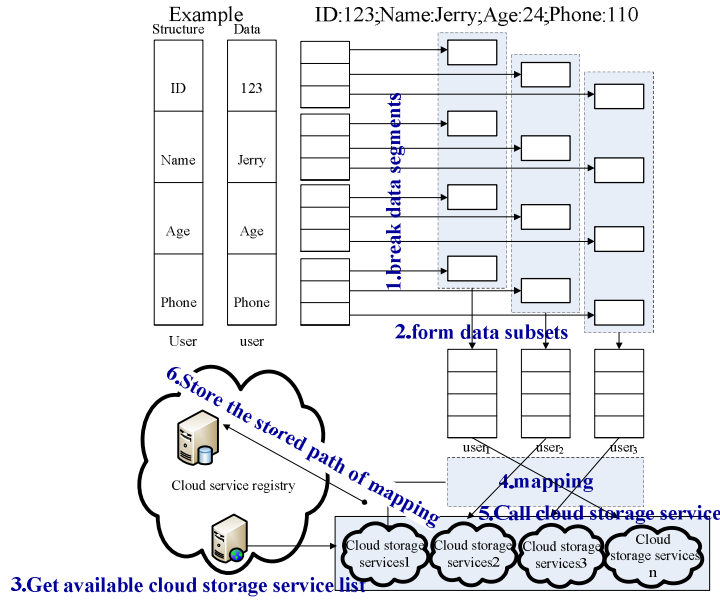 Example
ID:123;Name:Jerry;Age:24;Phone:110
Structure
Data
ID
123
1.break data segments
Name
Jerry
Age
Age
Phone
Phone
User
user
2.form data subsets
user1
user2
user3
6.Store the stored path of mapping
Cloud service registry
4.mapping
5.Call cloud storage service
Cloud storage
services1
Cloud storage
services2
Cloud storage
services3
Cloud
storage services
n
3.Get available cloud storage service list